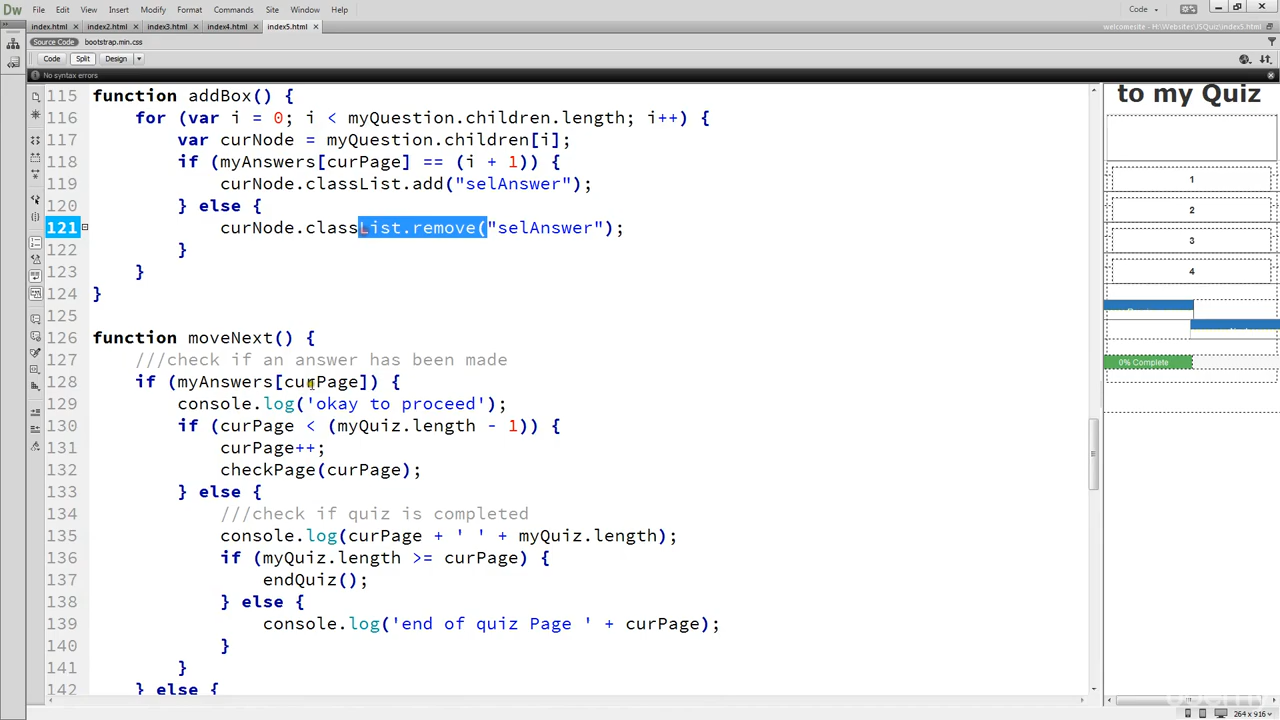 Dw File Edit View Insert Modify Format Commands Site Window Help Code
index.html × index2.html × index3.html × index4.html × index5.html ×
welcomesite - H:\Websites\JSQuiz\index5.html
Source Code bootstrap.min.css
Code Split Design
No syntax errors
115 function addBox() {
116 for (var i = 0; i < myQuestion.children.length; i++) {
117 var curNode = myQuestion.children[i];
118 if (myAnswers[curPage] == (i + 1)) {
119 curNode.classList.add("selAnswer");
120 } else {
121 curNode.classList.remove("selAnswer");
122 }
123 }
124 }
125
126 function moveNext() {
127 ///check if an answer has been made
128 if (myAnswers[curPage]) {
129 console.log('okay to proceed');
130 if (curPage < (myQuiz.length - 1)) {
131 curPage++;
132 checkPage(curPage);
133 } else {
134 ///check if quiz is completed
135 console.log(curPage + ' ' + myQuiz.length);
136 if (myQuiz.length >= curPage) {
137 endQuiz();
138 } else {
139 console.log('end of quiz Page ' + curPage);
140 }
141 }
142 } else {
to my Quiz
1
2
3
4
0% Complete
264 x 916